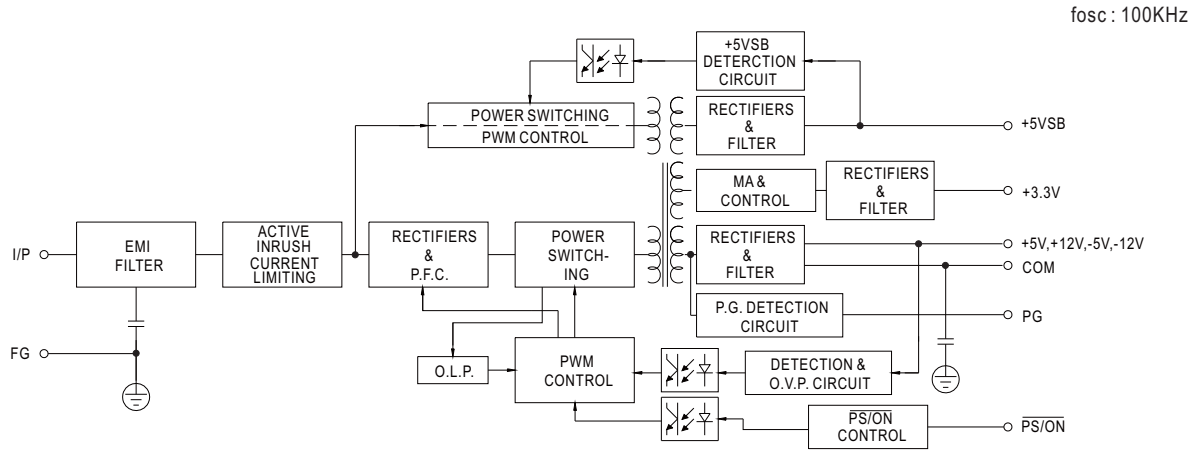 fosc : 100KHz
+5VSB
DETERCTION
CIRCUIT
POWER SWITCHING
PWM CONTROL
RECTIFIERS
&
FILTER
+5VSB
MA &
CONTROL
RECTIFIERS
&
FILTER
+3.3V
I/P
EMI
FILTER
ACTIVE
INRUSH
CURRENT
LIMITING
RECTIFIERS
&
P.F.C.
POWER
SWITCH-
ING
RECTIFIERS
&
FILTER
+5V,+12V,-5V,-12V
COM
P.G. DETECTION
CIRCUIT
PG
FG
O.L.P.
PWM
CONTROL
DETECTION &
O.V.P. CIRCUIT
PS/ON
CONTROL
PS/ON